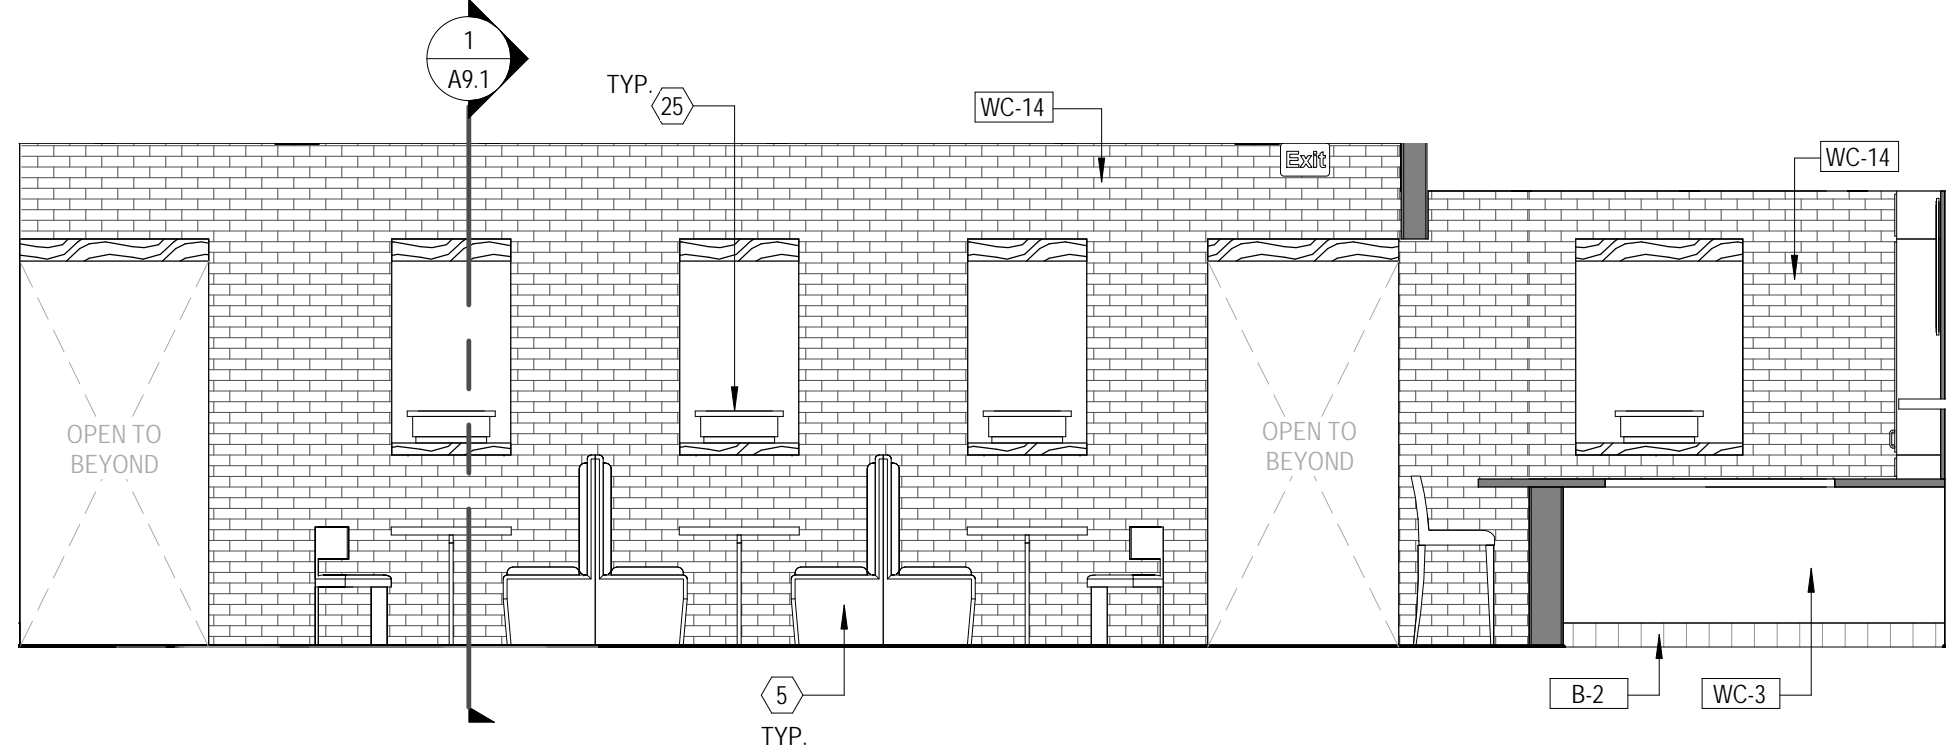 1
A9.1
TYP.
25
WC-14
Exit
WC-14
OPEN TO
BEYOND
OPEN TO
BEYOND
5
TYP.
B-2
WC-3